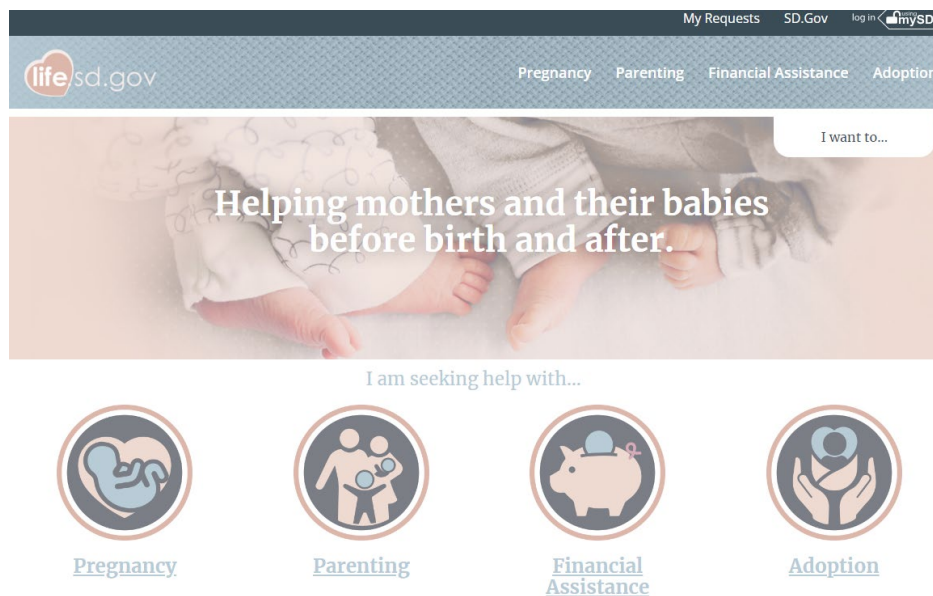 My Requests SD.Gov log in using mySD
life sd.gov
Pregnancy Parenting Financial Assistance Adoption
I want to...
Helping mothers and their babies
before birth and after.
I am seeking help with...
Pregnancy Parenting Financial Adoption
Assistance